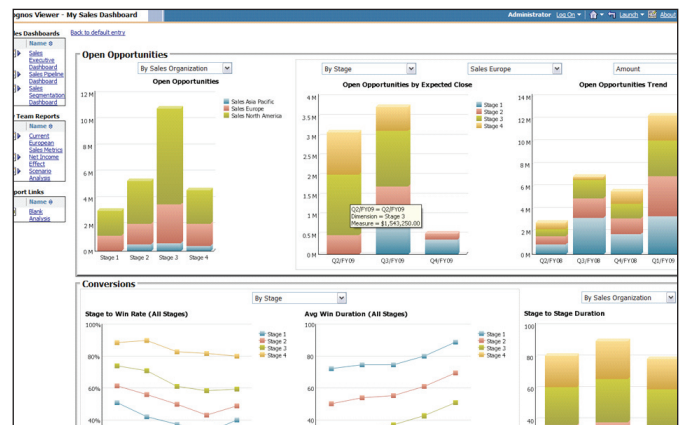 ognos Viewer - My Sales Dashboard
Administrator Log On Launch About
les Dashboards
Back to default entry
Name
Sales
Executive
Dashboard
Sales Pipeline
Dashboard
Sales
Segmentation
Dashboard
Team Reports
Name
Current
European
Sales Metrics
Net Income
Effect
Scenario
Analysis
port Links
Name
Blank
Analysis
Open Opportunities
By Sales Organization
Open Opportunities
12 M
10 M
8 M
6 M
4 M
2 M
0 M
Stage 1 Stage 2 Stage 3 Stage 4
Sales Asia Pacific
Sales Europe
Sales North America
By Stage
Sales Europe
Amount
Open Opportunities by Expected Close
4 M
3.5 M
3 M
2.5 M
2 M
1.5 M
1 M
0.5 M
0 M
Q2/FY09 = Q2/FY09
Dimension = Stage 3
Measure = $1,543,250.00
Q2/FY09 Q3/FY09 Q4/FY09
Stage 1
Stage 2
Stage 3
Stage 4
Open Opportunities Trend
14 M
12 M
10 M
8 M
6 M
4 M
2 M
0 M
Q2/FY08 Q3/FY08 Q4/FY08 Q1/FY09
Conversions
By Stage
By Sales Organization
Stage to Win Rate (All Stages)
100%
80%
60%
40%
Stage 1
Stage 2
Stage 3
Stage 4
Avg Win Duration (All Stages)
100
80
60
40
Stage 1
Stage 2
Stage 3
Stage 4
Stage to Stage Duration
100
80
60
40